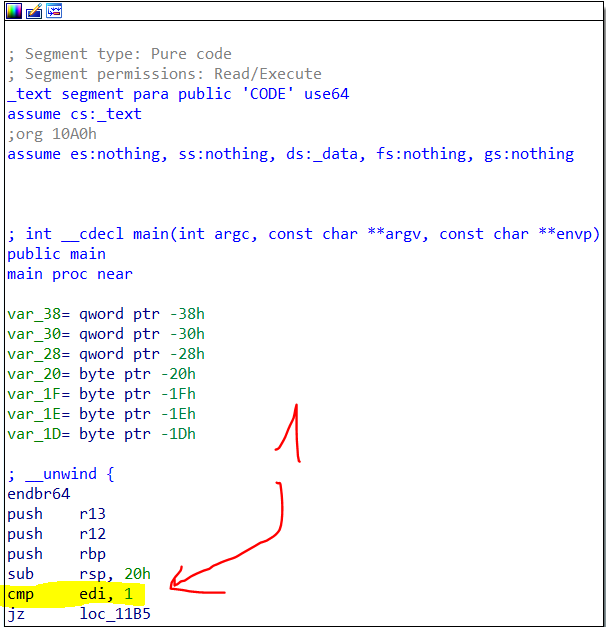 ; Segment type: Pure code
; Segment permissions: Read/Execute
_text segment para public 'CODE' use64
assume cs:_text
;org 10A0h
assume es:nothing, ss:nothing, ds:_data, fs:nothing, gs:nothing
; int __cdecl main(int argc, const char **argv, const char **envp)
public main
main proc near
var_38= qword ptr -38h
var_30= qword ptr -30h
var_28= qword ptr -28h
var_20= byte ptr -20h
var_1F= byte ptr -1Fh
var_1E= byte ptr -1Eh
var_1D= byte ptr -1Dh
1
; __unwind {
endbr64
push r13
push r12
push rbp
sub rsp, 20h
cmp edi, 1
jz loc_11B5